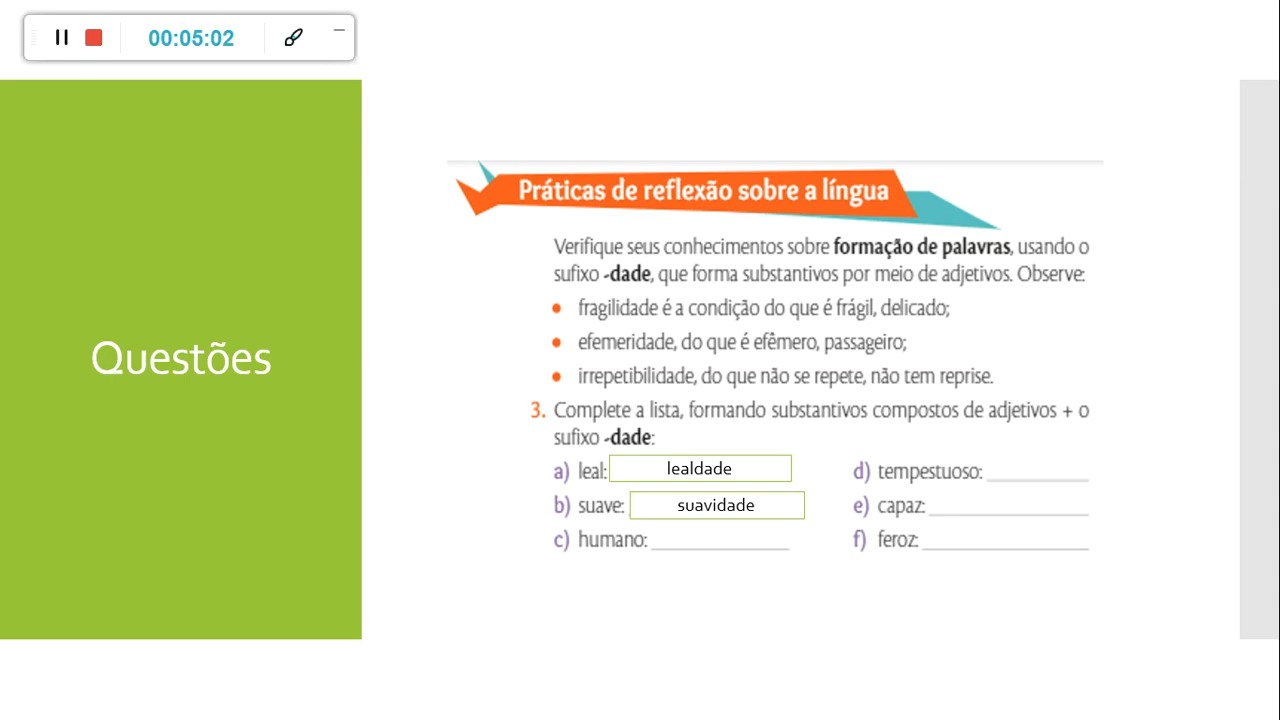 00:05:02
Questões
Práticas de reflexão sobre a língua
Verifique seus conhecimentos sobre formação de palavras, usando o
sufixo -dade, que forma substantivos por meio de adjetivos. Observe:
• fragilidade é a condição do que é frágil, delicado;
• efemeridade, do que é efêmero, passageiro;
• irrepetibilidade, do que não se repete, não tem reprise.
3. Complete a lista, formando substantivos compostos de adjetivos + o
sufixo -dade:
a) leal: lealdade
b) suave: suavidade
c) humano:
d) tempestuoso:
e) capaz:
f) feroz: